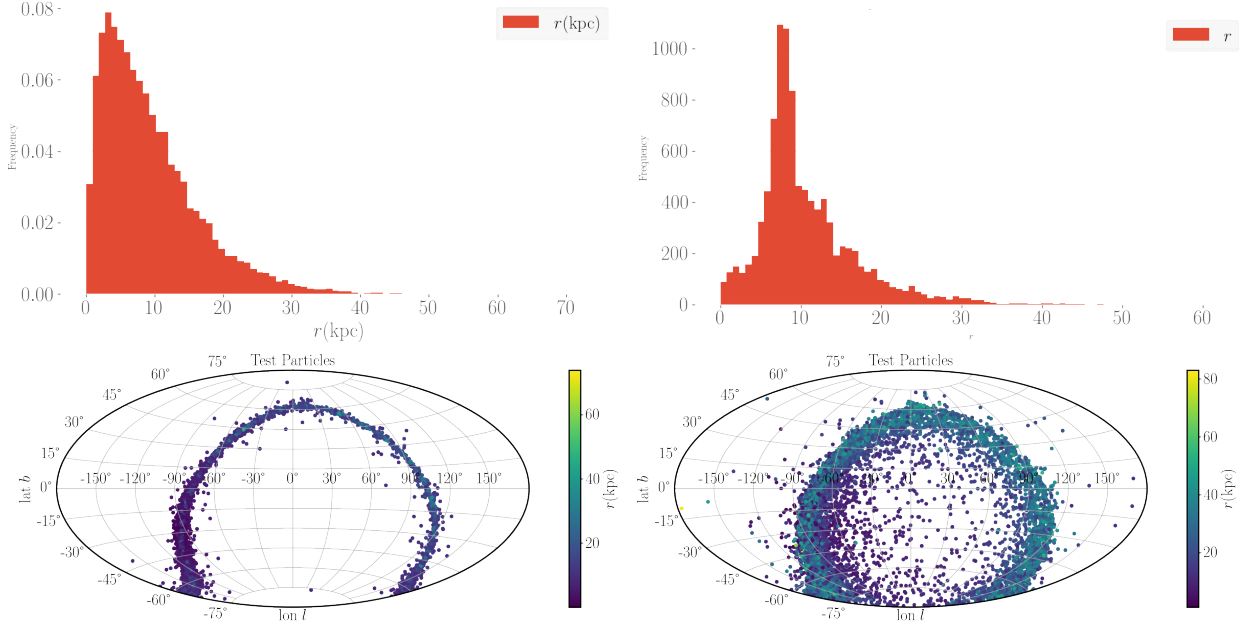 0.08
0.06
0.04
0.02
0.00
Frequency
0 10 20 30 40 50 60 70
r(kpc)
r(kpc)
1000
800
600
400
200
0
Frequency
0 10 20 30 40 50 60
r
r
Test Particles
75°
60°
45°
30°
15°
0°
-15°
-30°
-45°
-60°
-75°
-150° -120° -90° -60° -30° 0° 30° 60° 90° 120° 150°
lat b
lon l
60
40
20
r(kpc)
Test Particles
75°
60°
45°
30°
15°
0°
-15°
-30°
-45°
-60°
-75°
-150° -120° 120° 150°
lat b
lon l
80
60
40
20
r(kpc)